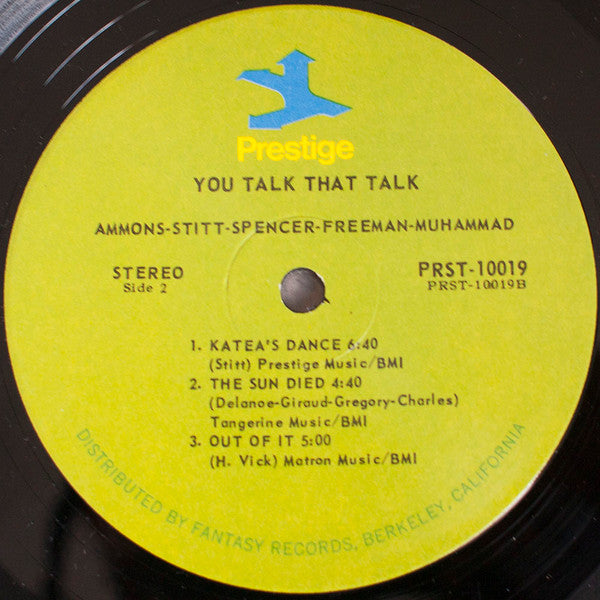 Prestige
YOU TALK THAT TALK
AMMONS-STITT-SPENCER-FREEMAN-MUHAMMAD
STEREO
Side 2
PRST-10019
PRST-10019B
1. KATEA'S DANCE 6:40
(Stitt) Prestige Music/BMI
2. THE SUN DIED 4:40
(Delanoe-Giraud-Gregory-Charles)
Tangerine Music/BMI
3. OUT OF IT 5:00
(H. Vick) Matron Music/BMI
DISTRIBUTED BY FANTASY RECORDS, BERKELEY, CALIFORNIA